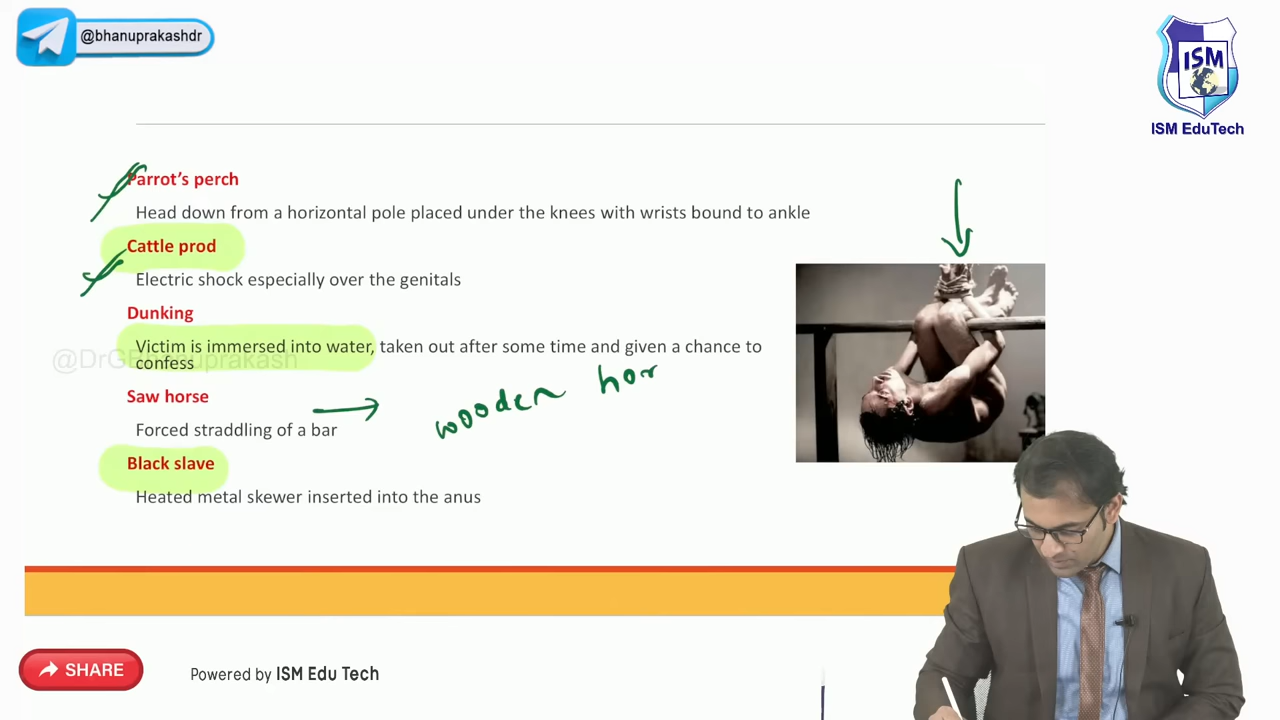 @bhanuprakashdr
ISM
ISM EduTech
Parrot's perch
Head down from a horizontal pole placed under the knees with wrists bound to ankle
Cattle prod
Electric shock especially over the genitals
Dunking
Victim is immersed into water, taken out after some time and given a chance to
confess
@DrGBhanuprakash
Saw horse
wooden hor
Forced straddling of a bar
Black slave
Heated metal skewer inserted into the anus
SHARE
Powered by ISM Edu Tech